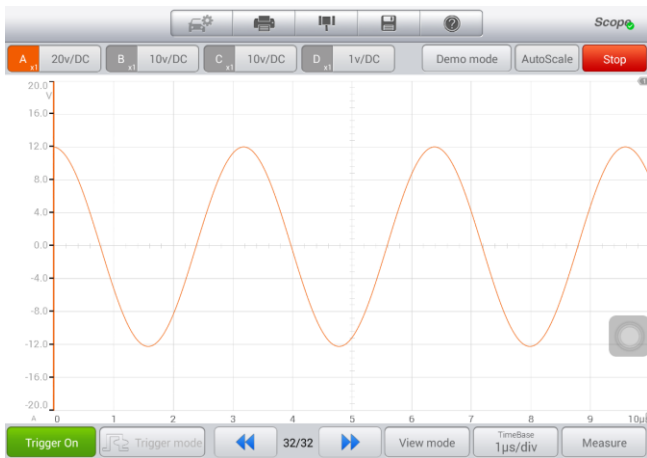 Scope
A x1 20v/DC B x1 10v/DC C x1 10v/DC D x1 1v/DC Demo mode AutoScale Stop
20.0
V
16.0
12.0
8.0
4.0
0.0
-4.0
-8.0
-12.0
-16.0
-20.0
A 0 1 2 3 4 5 6 7 8 9 10µ
Trigger On Trigger mode 32/32 View mode TimeBase Measure
1µs/div